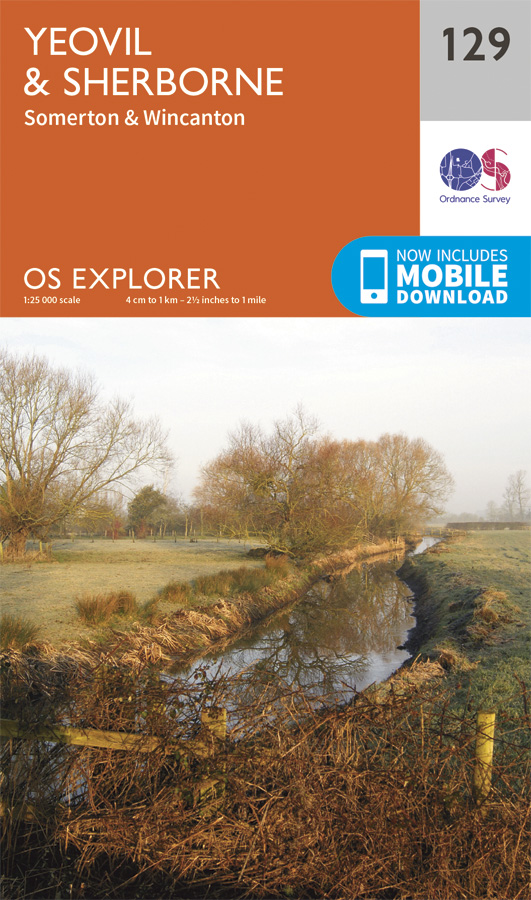 YEOVIL
& SHERBORNE
Somerton & Wincanton
129
OS
Ordnance Survey
OS EXPLORER
1:25 000 scale 4 cm to 1 km – 2½ inches to 1 mile
NOW INCLUDES
MOBILE
DOWNLOAD